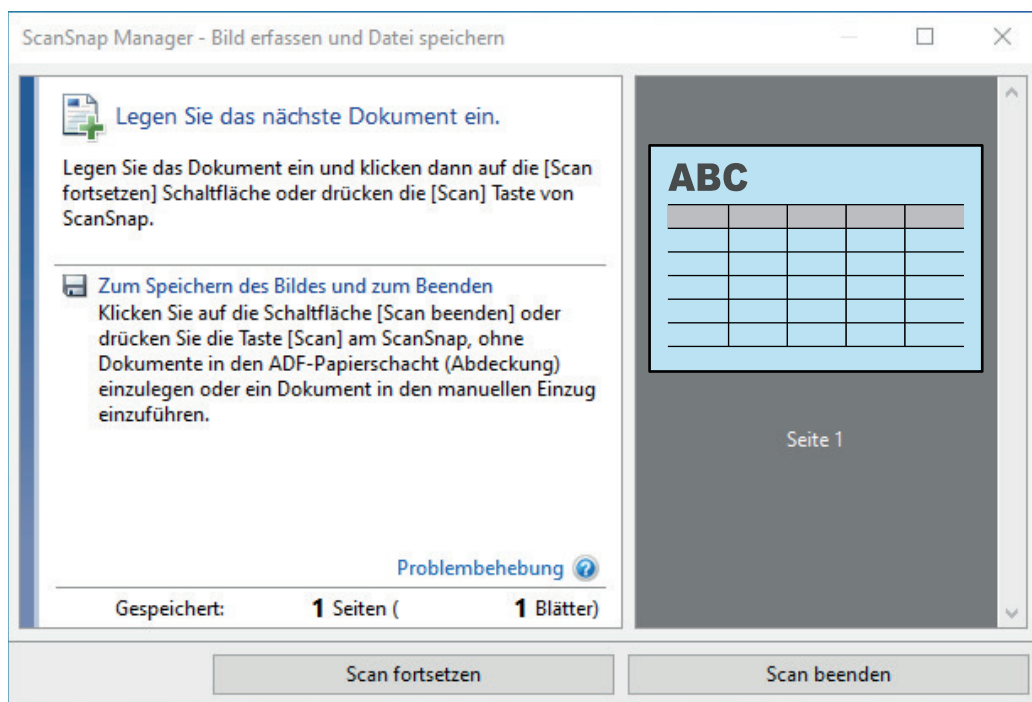 ScanSnap Manager - Bild erfassen und Datei speichern
Legen Sie das nächste Dokument ein.
Legen Sie das Dokument ein und klicken dann auf die [Scan
fortsetzen] Schaltfläche oder drücken die [Scan] Taste von
ScanSnap.
Zum Speichern des Bildes und zum Beenden
Klicken Sie auf die Schaltfläche [Scan beenden] oder
drücken Sie die Taste [Scan] am ScanSnap, ohne
Dokumente in den ADF-Papierschacht (Abdeckung)
einzulegen oder ein Dokument in den manuellen Einzug
einzuführen.
Problembehebung
Gespeichert: 1 Seiten ( 1 Blätter)
ABC
Seite 1
Scan fortsetzen
Scan beenden